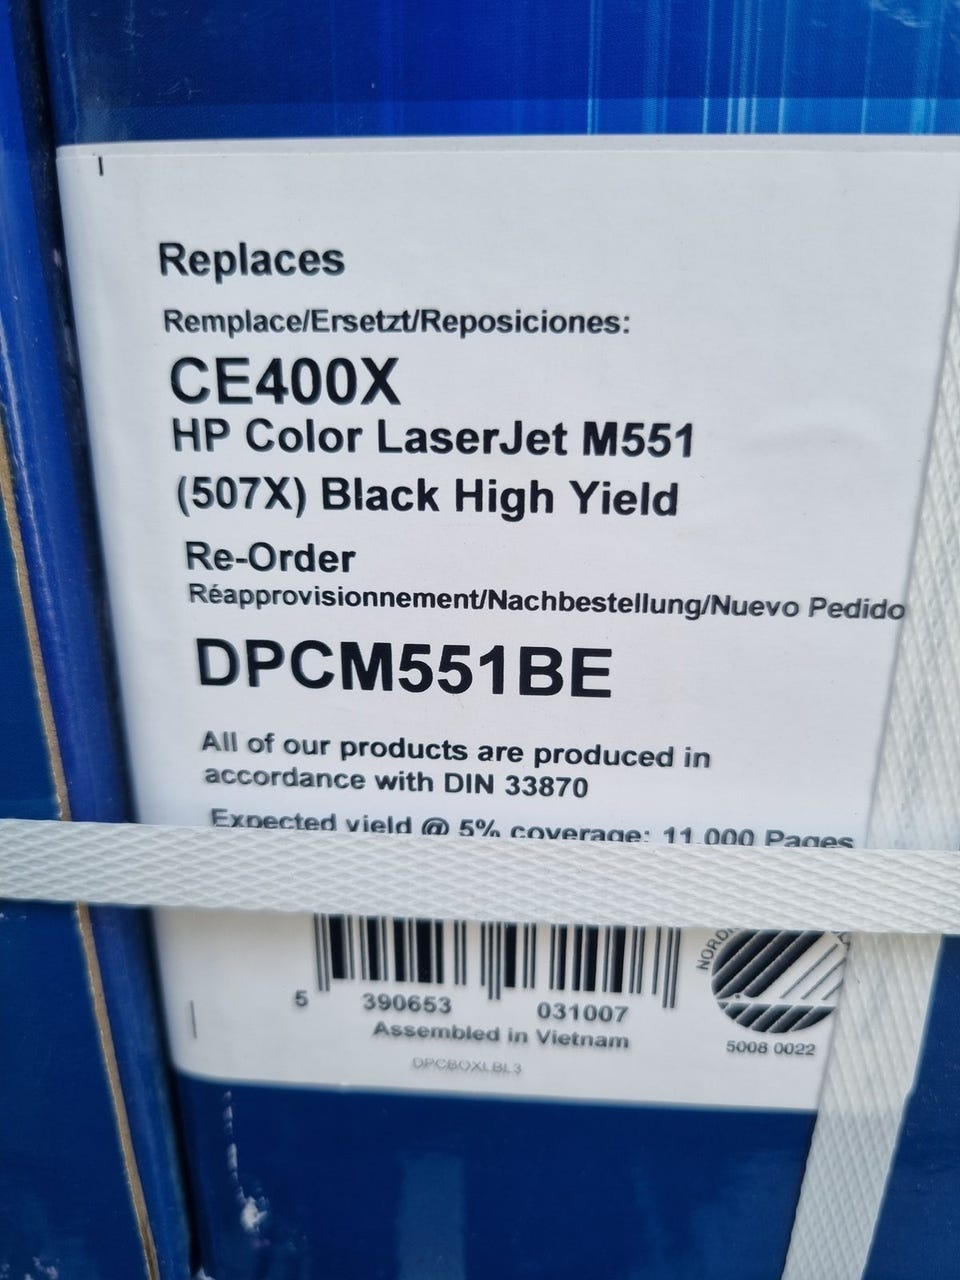 Replaces
Remplace/Ersetzt/Reposiciones:
CE400X
HP Color LaserJet M551
(507X) Black High Yield
Re-Order
Réapprovisionnement/Nachbestellung/Nuevo Pedido
DPCM551BE
All of our products are produced in
accordance with DIN 33870
Expected yield @ 5% coverage: 11,000 Pages
5 390653 031007
Assembled in Vietnam
DPCBOXLBL3
5008 0022